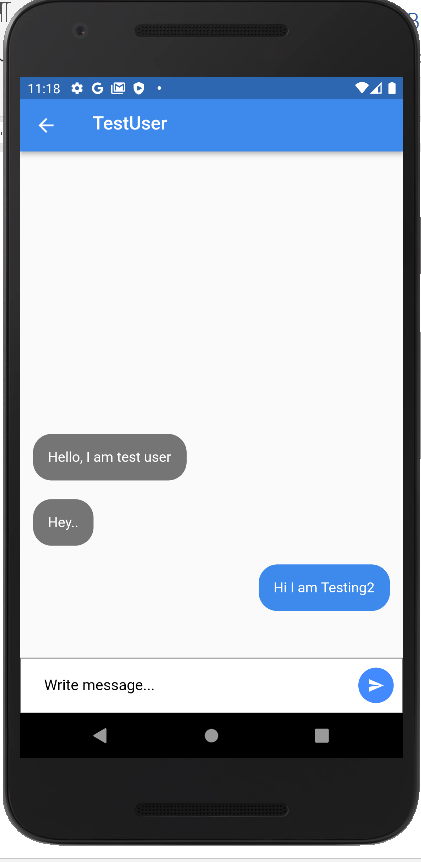 11:18
TestUser
Hello, I am test user
Hey..
Hi I am Testing2
Write message...